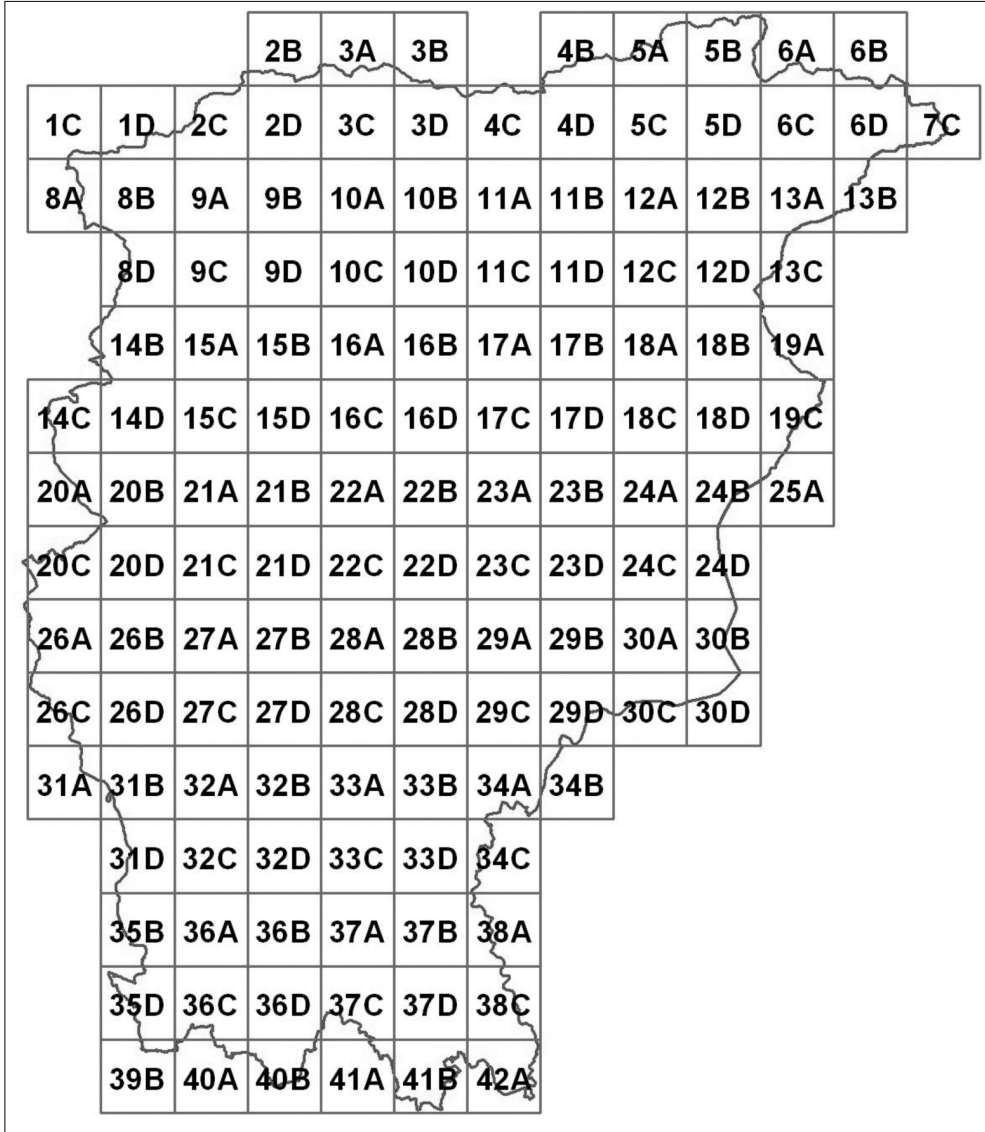 2B 3A 3B 4B 5A 5B 6A 6B
1C 1D 2C 2D 3C 3D 4C 4D 5C 5D 6C 6D 7C
8A 8B 9A 9B 10A 10B 11A 11B 12A 12B 13A 13B
8D 9C 9D 10C 10D 11C 11D 12C 12D 13C
14B 15A 15B 16A 16B 17A 17B 18A 18B 19A
14C 14D 15C 15D 16C 16D 17C 17D 18C 18D 19C
20A 20B 21A 21B 22A 22B 23A 23B 24A 24B 25A
20C 20D 21C 21D 22C 22D 23C 23D 24C 24D
26A 26B 27A 27B 28A 28B 29A 29B 30A 30B
26C 26D 27C 27D 28C 28D 29C 29D 30C 30D
31A 31B 32A 32B 33A 33B 34A 34B
31D 32C 32D 33C 33D 34C
35B 36A 36B 37A 37B 38A
35D 36C 36D 37C 37D 38C
39B 40A 40B 41A 41B 42A